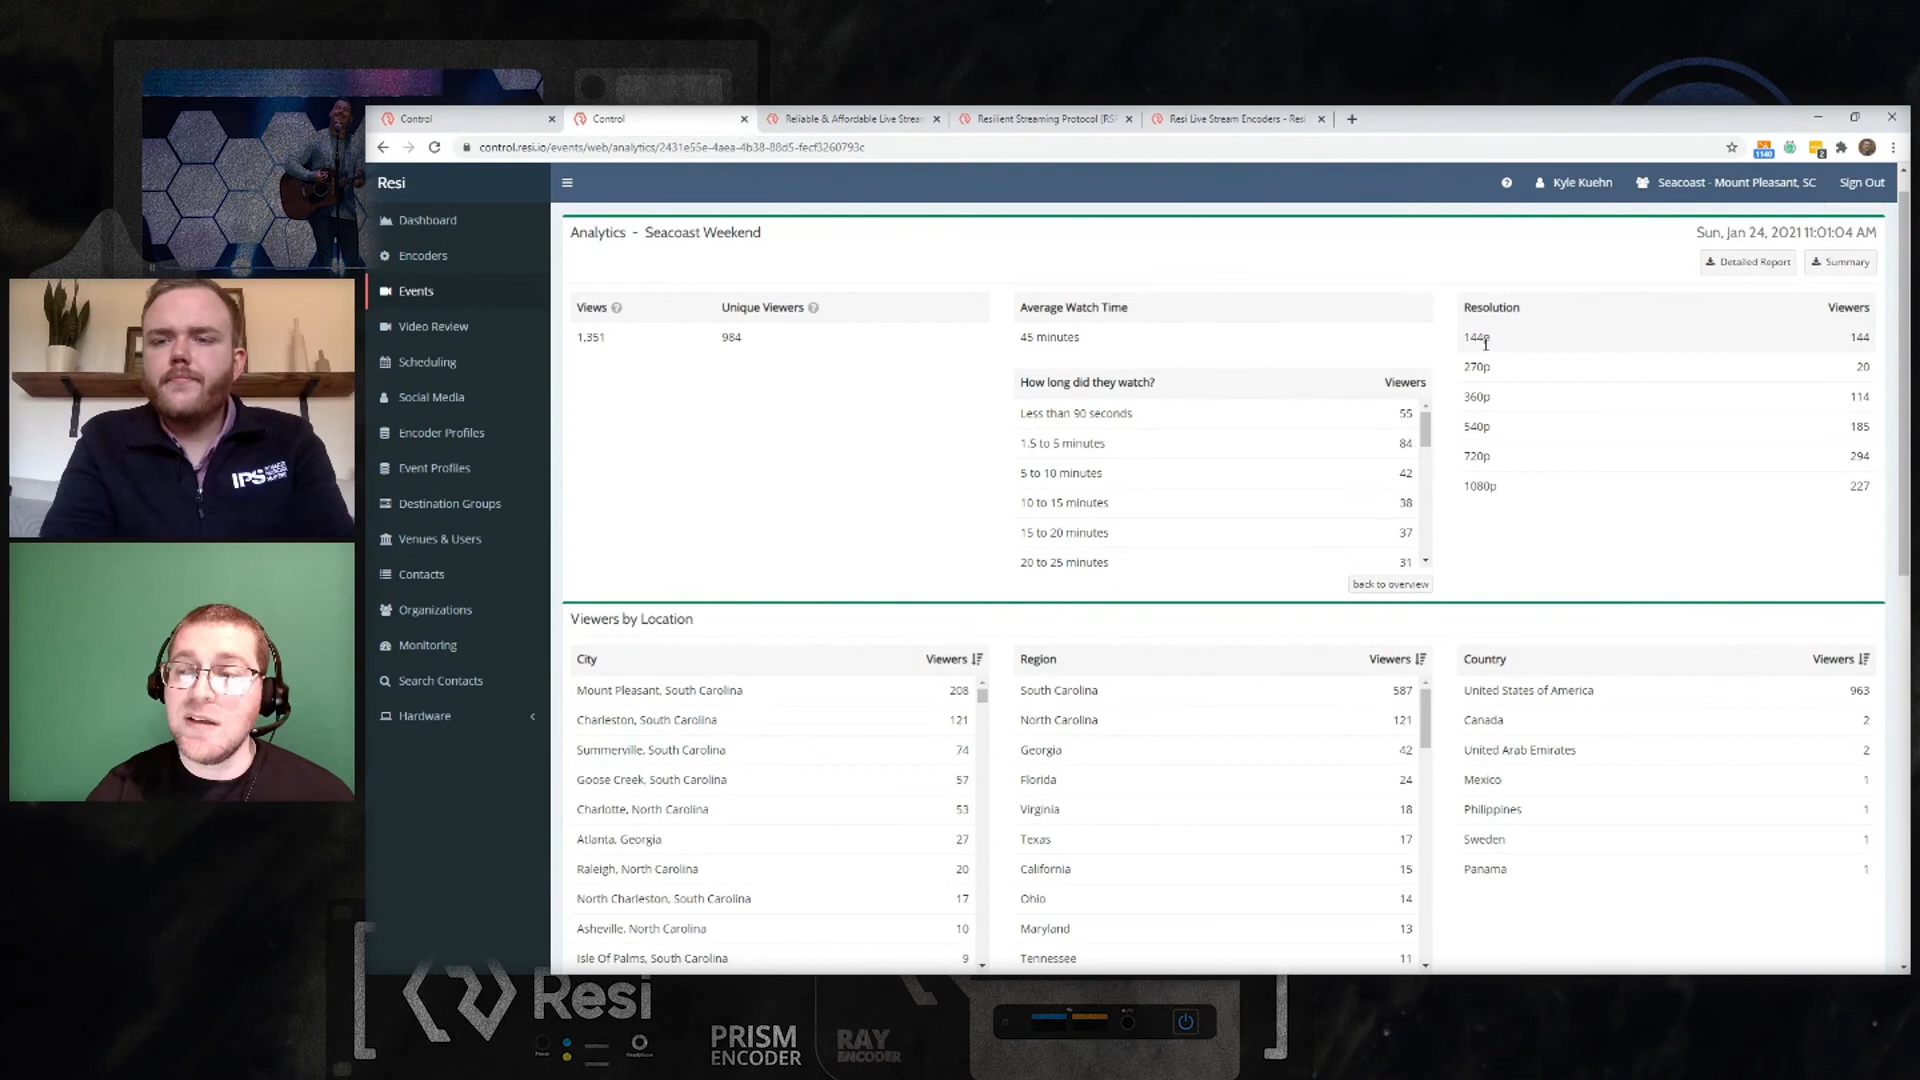 Control
Control
Reliable & Affordable Live Stream
Resilient Streaming Protocol (RSP
Resi Live Stream Encoders - Resi
control.resi.io/events/web/analytics/2431e55e-4aea-4b38-88d5-fecf3260793c
1140
2
Resi
Kyle Kuehn
Seacoast - Mount Pleasant, SC
Sign Out
Dashboard
Encoders
Events
Video Review
Scheduling
Social Media
Encoder Profiles
Event Profiles
Destination Groups
Venues & Users
Contacts
Organizations
Monitoring
Search Contacts
Hardware
Analytics - Seacoast Weekend
Sun, Jan 24, 2021 11:01:04 AM
Detailed Report
Summary
Views
Unique Viewers
1,351
984
Average Watch Time
45 minutes
How long did they watch? Viewers
Less than 90 seconds 55
1.5 to 5 minutes 84
5 to 10 minutes 42
10 to 15 minutes 38
15 to 20 minutes 37
20 to 25 minutes 31
back to overview
Resolution Viewers
144p 144
270p 20
360p 114
540p 185
720p 294
1080p 227
Viewers by Location
City Viewers
Mount Pleasant, South Carolina 208
Charleston, South Carolina 121
Summerville, South Carolina 74
Goose Creek, South Carolina 57
Charlotte, North Carolina 53
Atlanta, Georgia 27
Raleigh, North Carolina 20
North Charleston, South Carolina 17
Asheville, North Carolina 10
Isle Of Palms, South Carolina 9
Region Viewers
South Carolina 587
North Carolina 121
Georgia 42
Florida 24
Virginia 18
Texas 17
California 15
Ohio 14
Maryland 13
Tennessee 11
Country Viewers
United States of America 963
Canada 2
United Arab Emirates 2
Mexico 1
Philippines 1
Sweden 1
Panama 1
IPS
Resi
Power
Headphone
PRISM
ENCODER
RAY
ENCODER